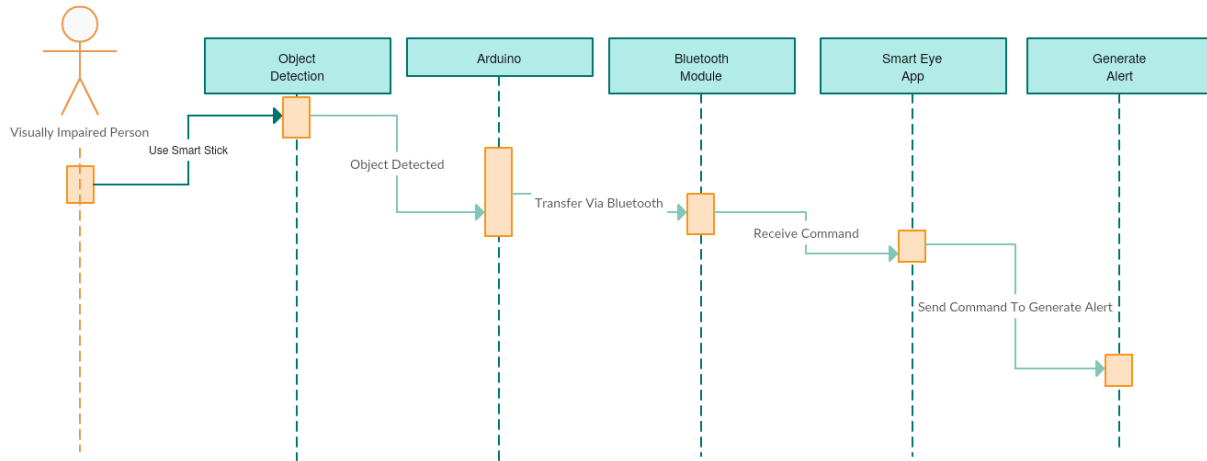 Object
Detection
Arduino
Bluetooth
Module
Smart Eye
App
Generate
Alert
Visually Impaired Person
Use Smart Stick
Object Detected
Transfer Via Bluetooth
Receive Command
Send Command To Generate Alert